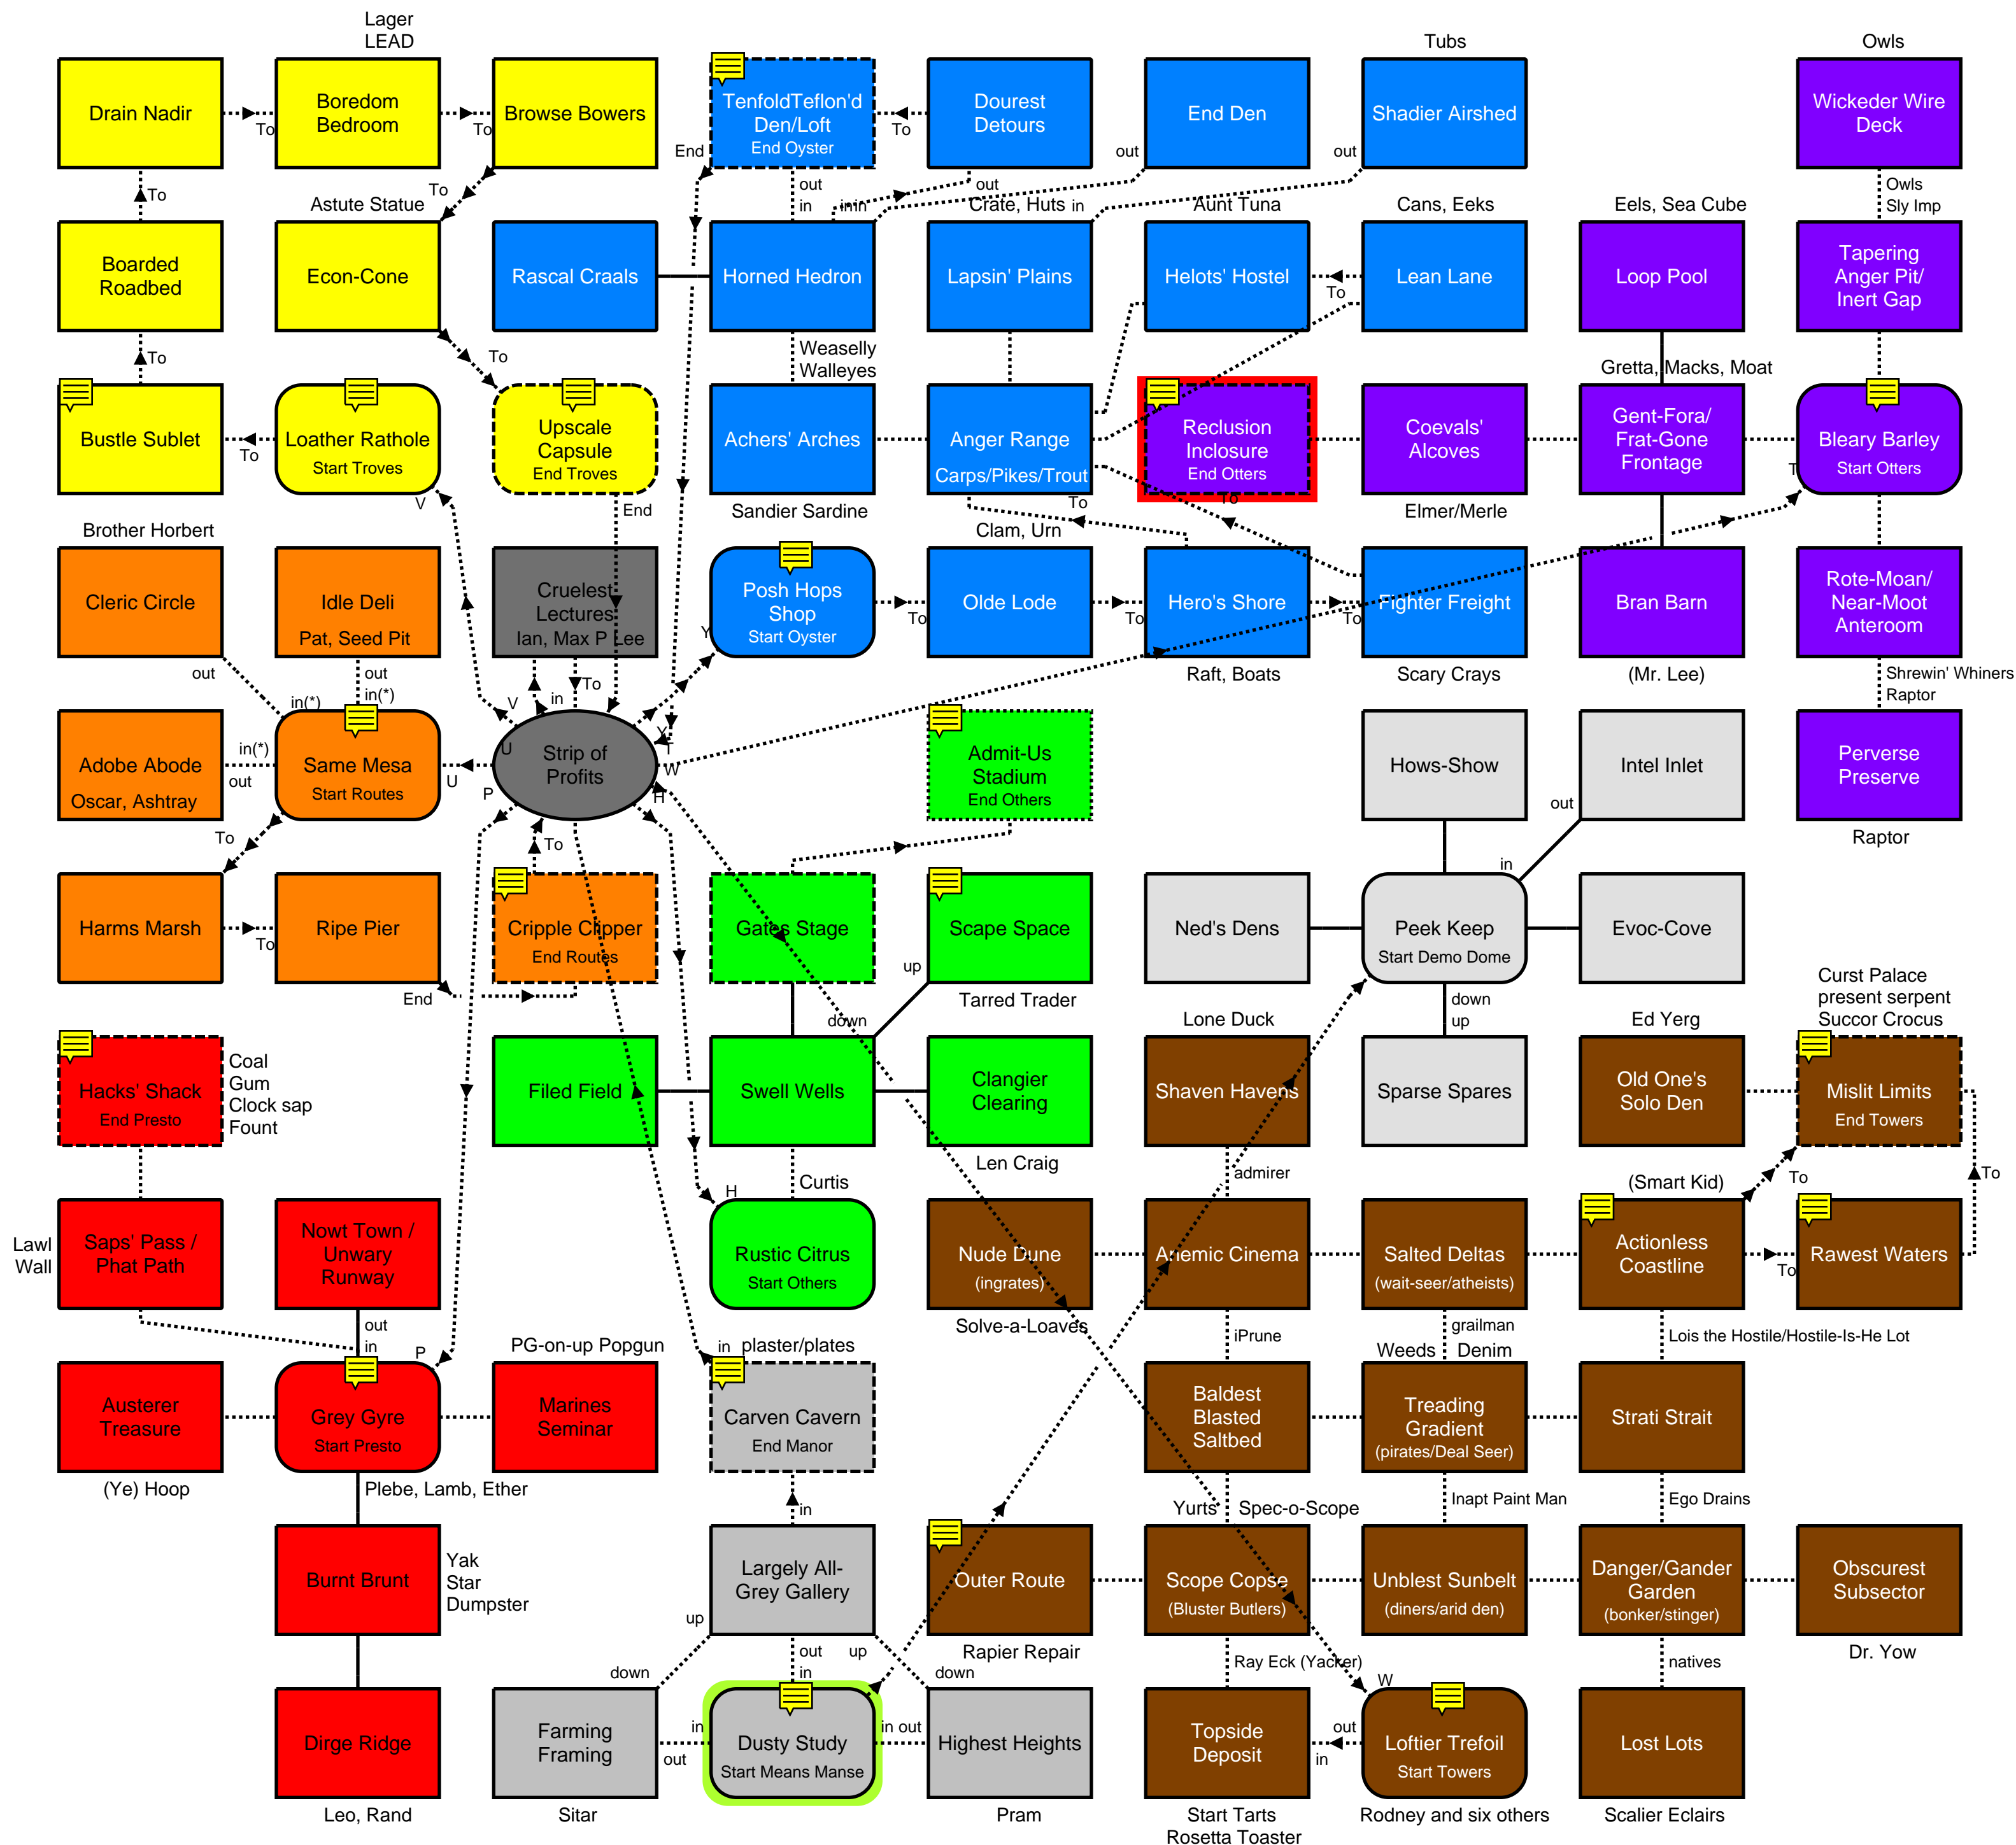 Lager
LEAD
Tubs
Owls
Drain Nadir
To
Boredom
Bedroom
To
Browse Bowers
TenfoldTeflon'd
Den/Loft
End Oyster
To
Dourest
Detours
End Den
Shadier Airshed
Wickeder Wire
Deck
To
To
End
out
in
out
inin
out
out
in
Owls
Sly Imp
Astute Statue
Crate, Huts
Aunt Tuna
Cans, Eeks
Eels, Sea Cube
Boarded
Roadbed
Econ-Cone
Rascal Craals
Horned Hedron
Lapsin' Plains
Helots' Hostel
To
Lean Lane
Loop Pool
Tapering
Anger Pit/
Inert Gap
To
To
Weaselly
Walleyes
Gretta, Macks, Moat
Bustle Sublet
To
Loather Rathole
Start Troves
Upscale
Capsule
End Troves
Achers' Arches
Anger Range
Carps/Pikes/Trout
Reclusion
Inclosure
End Otters
Coevals'
Alcoves
Gent-Fora/
Frat-Gone
Frontage
Bleary Barley
Start Otters
T
V
End
To
To
Sandier Sardine
Elmer/Merle
Brother Horbert
Clam, Urn
Cleric Circle
Idle Deli
Pat, Seed Pit
Cruelest
Lectures
Ian, Max P Lee
Y
Posh Hops
Shop
Start Oyster
To
Olde Lode
To
Hero's Shore
To
Fighter Freight
Bran Barn
Rote-Moan/
Near-Moot
Anteroom
Raft, Boats
Scary Crays
(Mr. Lee)
Shrewin' Whiners
Raptor
out
in(*)
out
in(*)
V
in
To
Adobe Abode
Oscar, Ashtray
in(*)
out
Same Mesa
Start Routes
U
U
P
Strip of
Profits
Y
T
W
H
Admit-Us
Stadium
End Others
Hows-Show
Intel Inlet
out
in
Perverse
Preserve
Raptor
To
To
Harms Marsh
To
Ripe Pier
End
Cripple Clipper
End Routes
Gates Stage
up
down
Scape Space
Tarred Trader
Ned's Dens
Peek Keep
Start Demo Dome
Evoc-Cove
down
up
Curst Palace
present serpent
Succor Crocus
Lone Duck
Ed Yerg
Hacks' Shack
End Presto
Coal
Gum
Clock sap
Fount
Filed Field
Swell Wells
Clangier
Clearing
Len Craig
Shaven Havens
Sparse Spares
Old One's
Solo Den
Mislit Limits
End Towers
admirer
H
Curtis
(Smart Kid)
To
To
Lawl
Wall
Saps' Pass /
Phat Path
Nowt Town /
Unwary
Runway
Rustic Citrus
Start Others
Nude Dune
(ingrates)
Solve-a-Loaves
Anemic Cinema
Salted Deltas
(wait-seer/atheists)
Actionless
Coastline
To
Rawest Waters
out
in
P
PG-on-up Popgun
in
plaster/plates
iPrune
grailman
Weeds
Denim
Lois the Hostile/Hostile-Is-He Lot
Austerer
Treasure
(Ye) Hoop
Grey Gyre
Start Presto
Plebe, Lamb, Ether
Marines
Seminar
Carven Cavern
End Manor
in
Baldest
Blasted
Saltbed
Treading
Gradient
(pirates/Deal Seer)
Strati Strait
Yurts
Spec-o-Scope
Inapt Paint Man
Ego Drains
Burnt Brunt
Yak
Star
Dumpster
Largely All-
Grey Gallery
Outer Route
Rapier Repair
Scope Copse
(Bluster Butlers)
Unblest Sunbelt
(diners/arid den)
Danger/Gander
Garden
(bonker/stinger)
Obscurest
Subsector
Dr. Yow
up
down
out
in
up
down
Ray Eck (Yacker)
W
natives
Dirge Ridge
Leo, Rand
Farming
Framing
Sitar
in
out
Dusty Study
Start Means Manse
in out
Highest Heights
Pram
Topside
Deposit
Start Tarts
Rosetta Toaster
out
in
Loftier Trefoil
Start Towers
Rodney and six others
Lost Lots
Scalier Eclairs